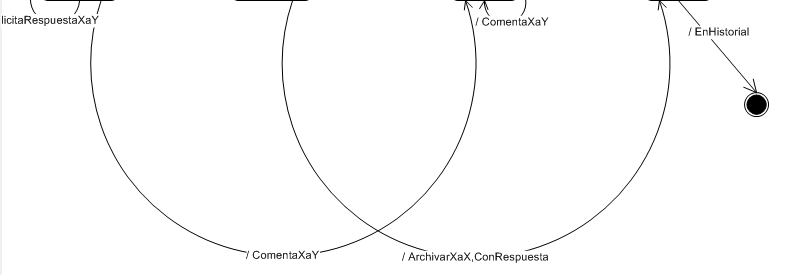 licitaRespuestaXaY
/ ComentaXaY
/ EnHistorial
/ ComentaXaY
/ ArchivarXaX,ConRespuesta